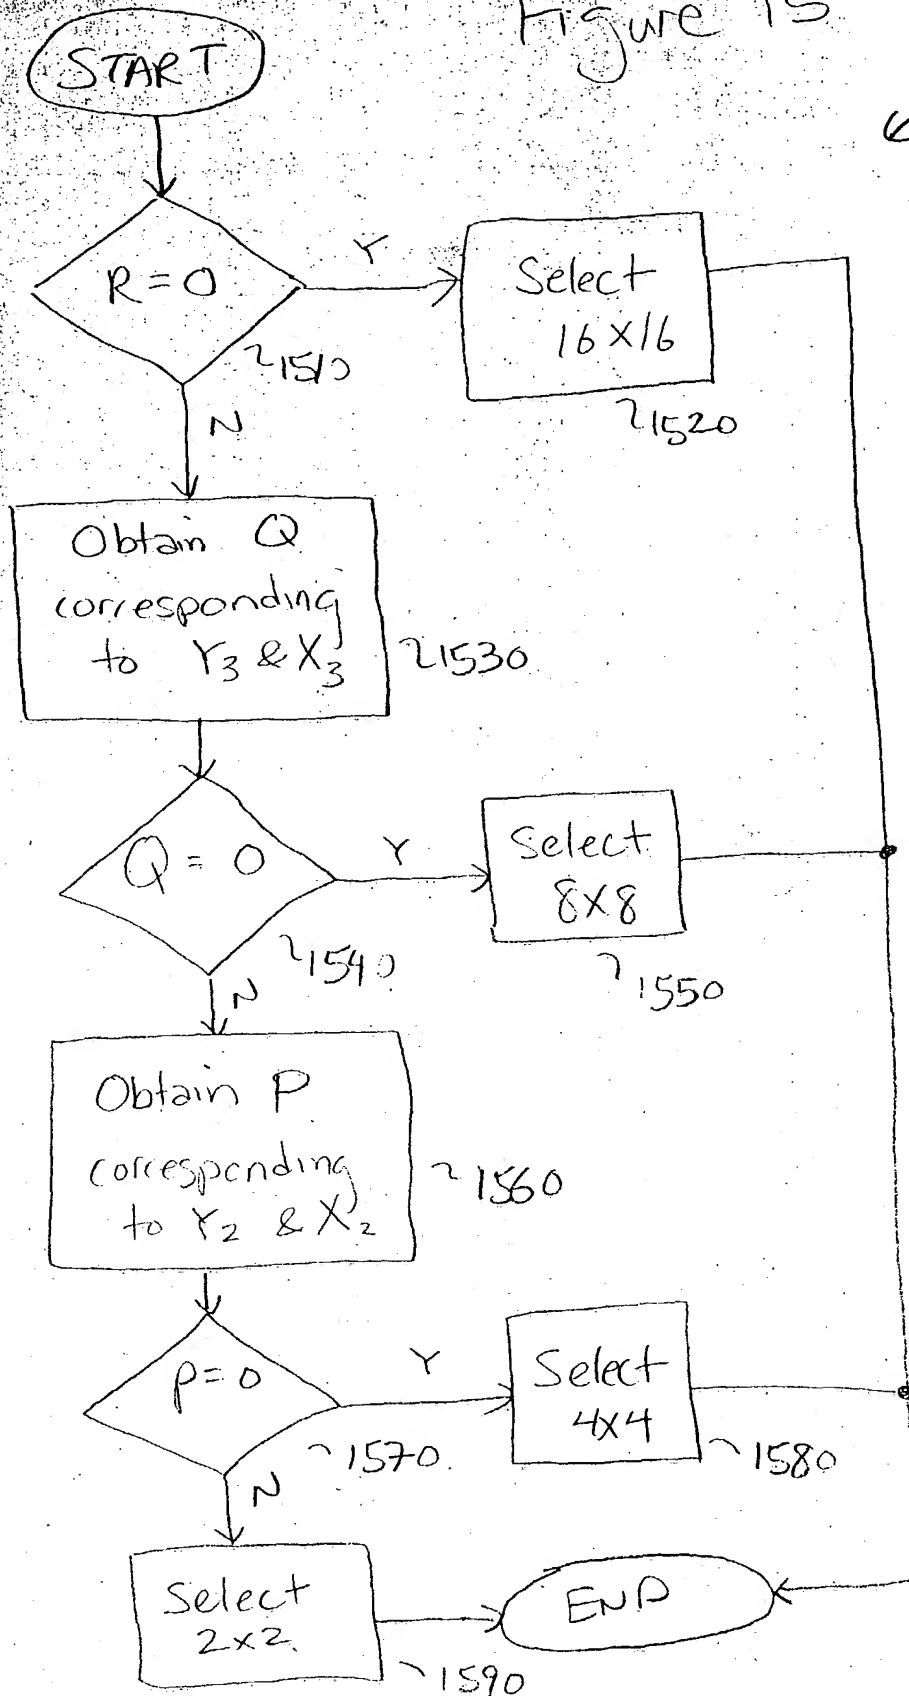 Figure 15
START
R=0
Y
Select
16X16
1510
1520
N
Obtain Q
corresponding
to Y3 & X3
1530
Q = 0
Y
Select
8X8
1540
1550
N
Obtain P
corresponding
to Y2 & X2
1560
P=0
Y
Select
4X4
1570
1580
N
Select
2x2
END
1590